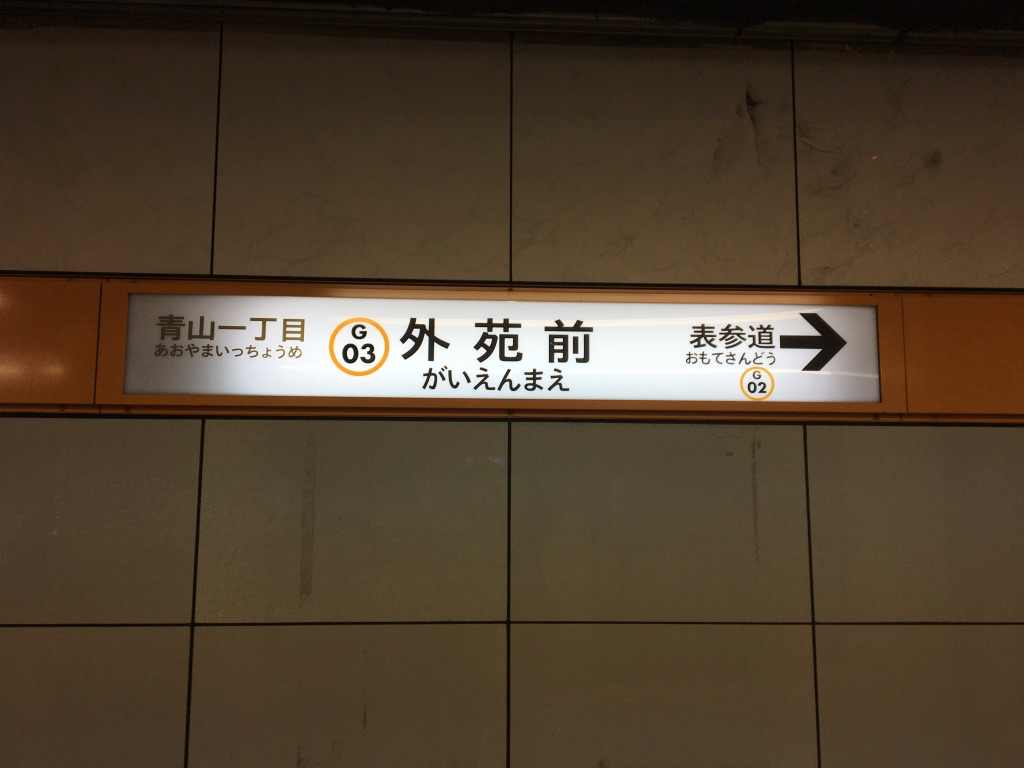 青山一丁目
あおやまいっちょうめ
G
03
外苑前
がいえんまえ
表参道
おもてさんどう
G
02